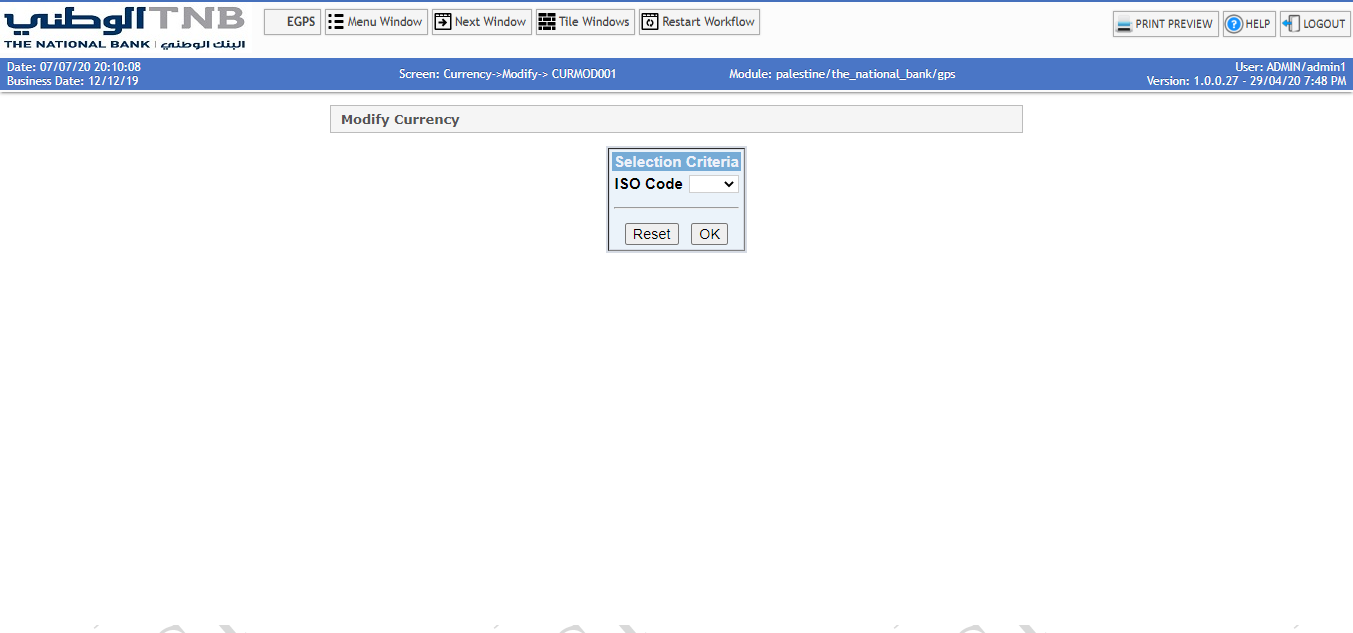 الوطني TNB
THE NATIONAL BANK | البنك الوطني
EGPS
Menu Window
Next Window
Tile Windows
Restart Workflow
PRINT PREVIEW
HELP
LOGOUT
Date: 07/07/20 20:10:08
Business Date: 12/12/19
Screen: Currency->Modify-> CURMOD001
Module: palestine/the_national_bank/gps
User: ADMIN/admin1
Version: 1.0.0.27 - 29/04/20 7:48 PM
Modify Currency
Selection Criteria
ISO Code
Reset
OK